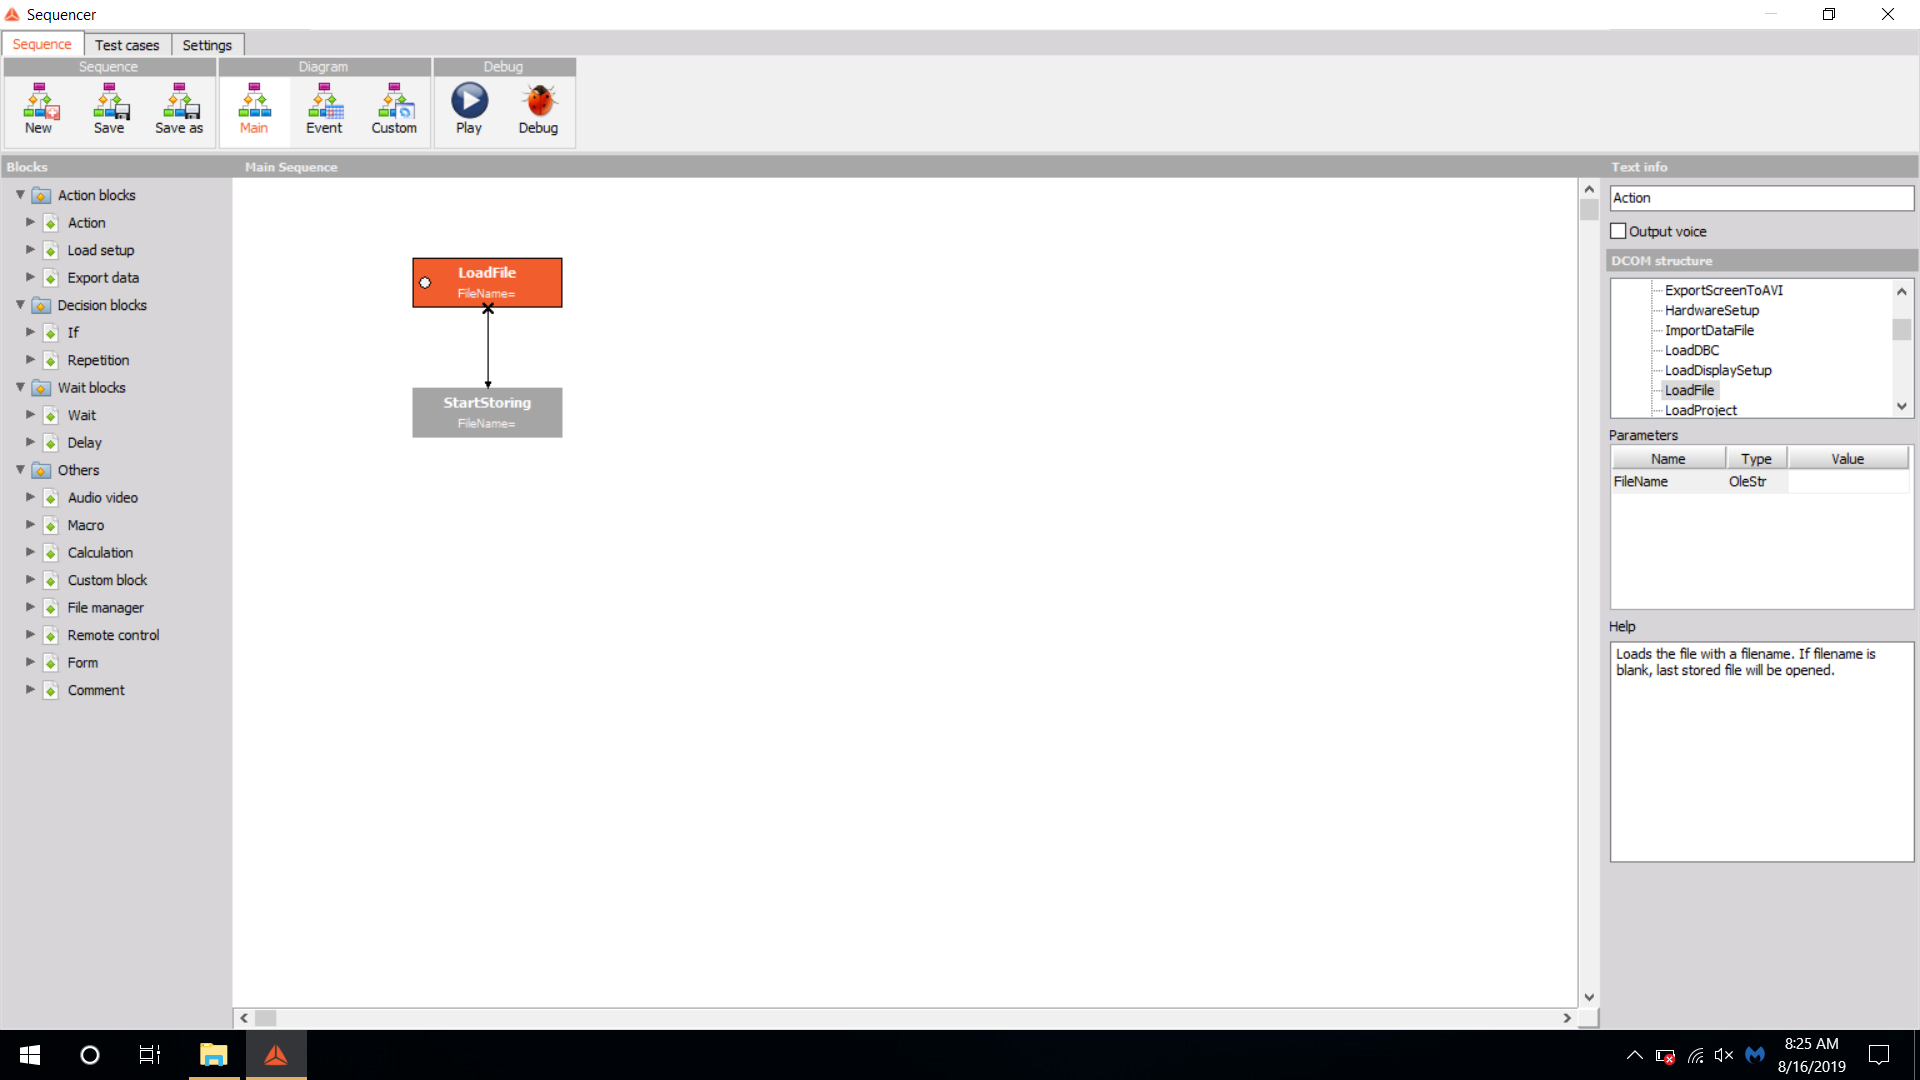 Sequencer
Sequence Test cases Settings
Sequence Diagram Debug
New Save Save as Main Event Custom Play Debug
Blocks
Action blocks
Action
Load setup
Export data
Decision blocks
If
Repetition
Wait blocks
Wait
Delay
Others
Audio video
Macro
Calculation
Custom block
File manager
Remote control
Form
Comment
Main Sequence
LoadFile
FileName=
StartStoring
FileName=
Text info
Action
Output voice
DCOM structure
ExportScreenToAVI
HardwareSetup
ImportDataFile
LoadDBC
LoadDisplaySetup
LoadFile
LoadProject
Parameters
Name Type Value
FileName OleStr
Help
Loads the file with a filename. If filename is
blank, last stored file will be opened.
8:25 AM
8/16/2019